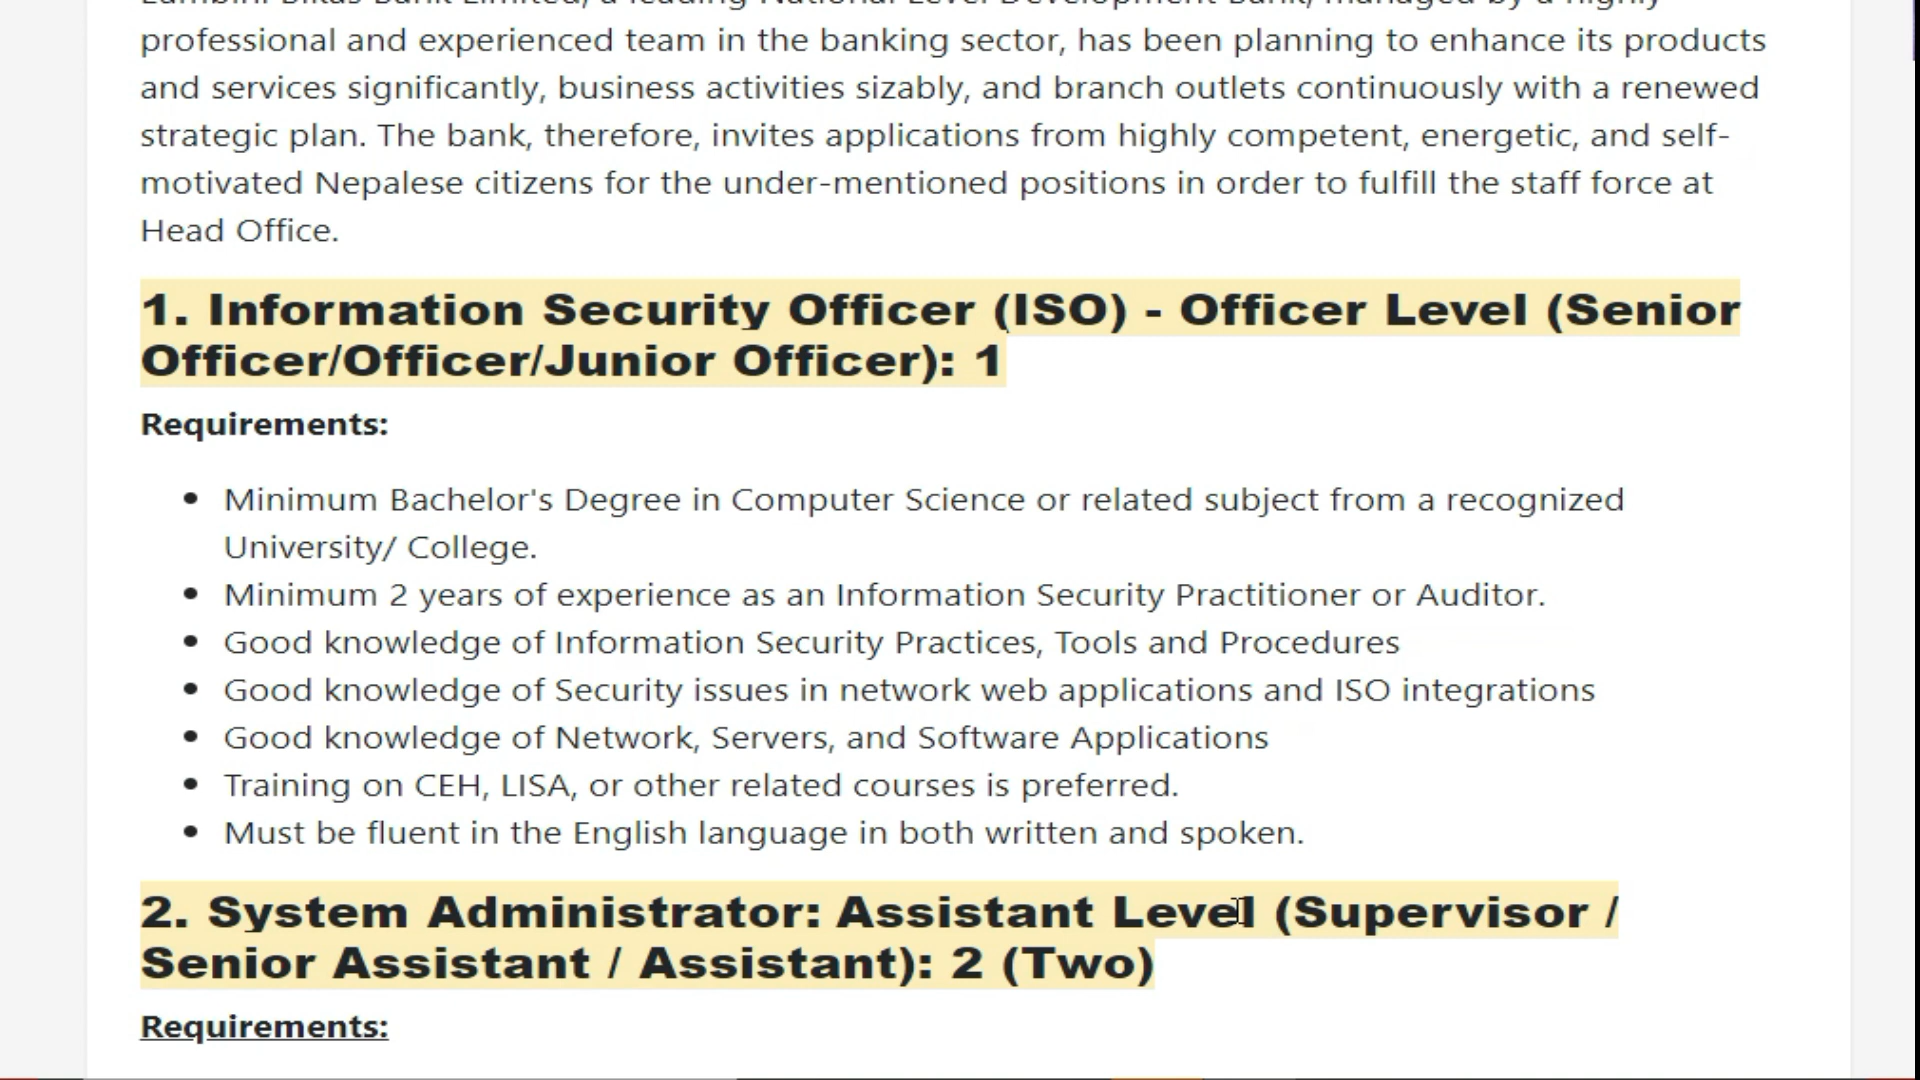 professional and experienced team in the banking sector, has been planning to enhance its products
and services significantly, business activities sizably, and branch outlets continuously with a renewed
strategic plan. The bank, therefore, invites applications from highly competent, energetic, and self-
motivated Nepalese citizens for the under-mentioned positions in order to fulfill the staff force at
Head Office.
1. Information Security Officer (ISO) - Officer Level (Senior
Officer/Officer/Junior Officer): 1
Requirements:
• Minimum Bachelor's Degree in Computer Science or related subject from a recognized
University/ College.
• Minimum 2 years of experience as an Information Security Practitioner or Auditor.
• Good knowledge of Information Security Practices, Tools and Procedures
• Good knowledge of Security issues in network web applications and ISO integrations
• Good knowledge of Network, Servers, and Software Applications
• Training on CEH, LISA, or other related courses is preferred.
• Must be fluent in the English language in both written and spoken.
2. System Administrator: Assistant Level (Supervisor /
Senior Assistant / Assistant): 2 (Two)
Requirements: